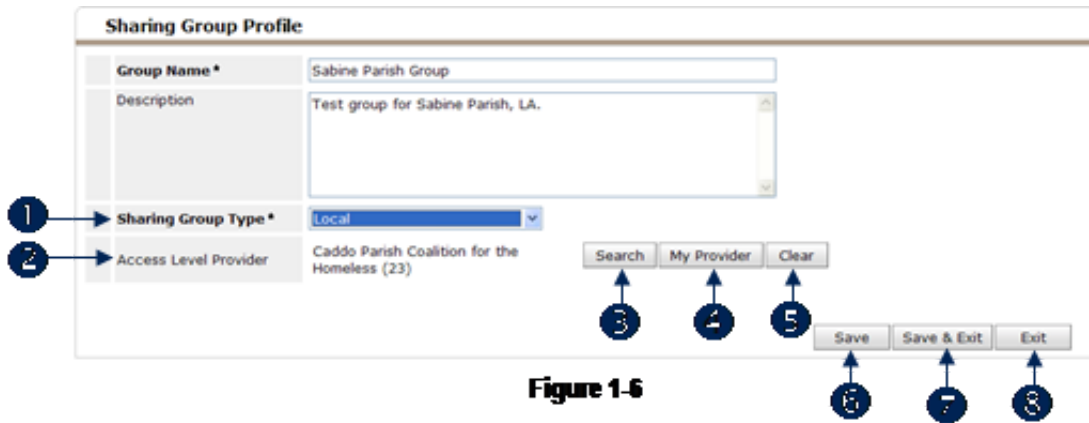 Sharing Group Profile
Group Name*
Sabine Parish Group
Description
Test group for Sabine Parish, LA.
1
Sharing Group Type*
Local
2
Access Level Provider
Caddo Parish Coalition for the
Homeless (23)
Search
My Provider
Clear
3
4
5
Save
Save & Exit
Exit
Figure 1-6
6
7
8